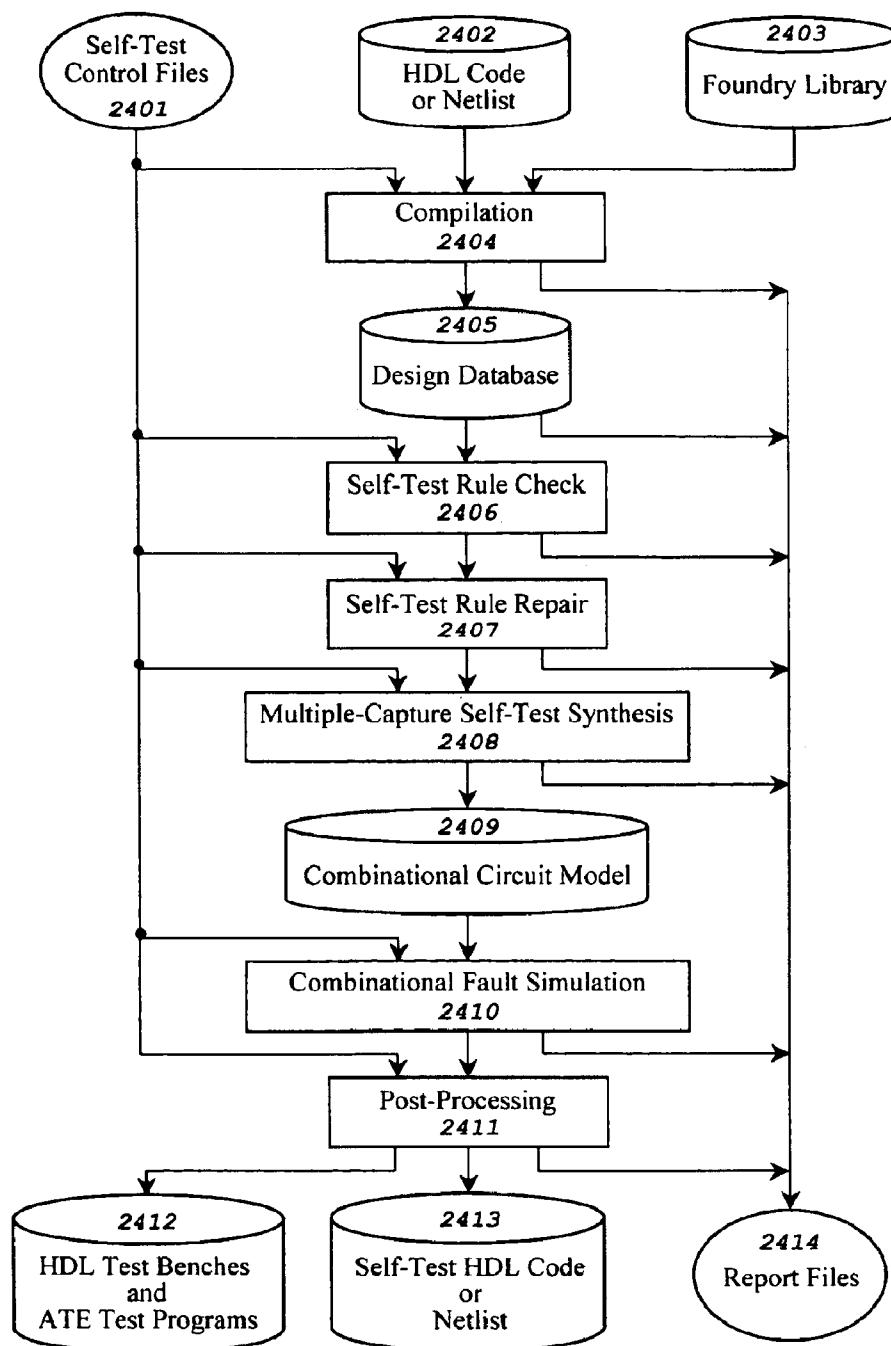 Self-Test
Control Files
2401
2402
HDL Code
or Netlist
2403
Foundry Library
Compilation
2404
2405
Design Database
Self-Test Rule Check
2406
Self-Test Rule Repair
2407
Multiple-Capture Self-Test Synthesis
2408
2409
Combinational Circuit Model
Combinational Fault Simulation
2410
Post-Processing
2411
2412
HDL Test Benches
and
ATE Test Programs
2413
Self-Test HDL Code
or
Netlist
2414
Report Files